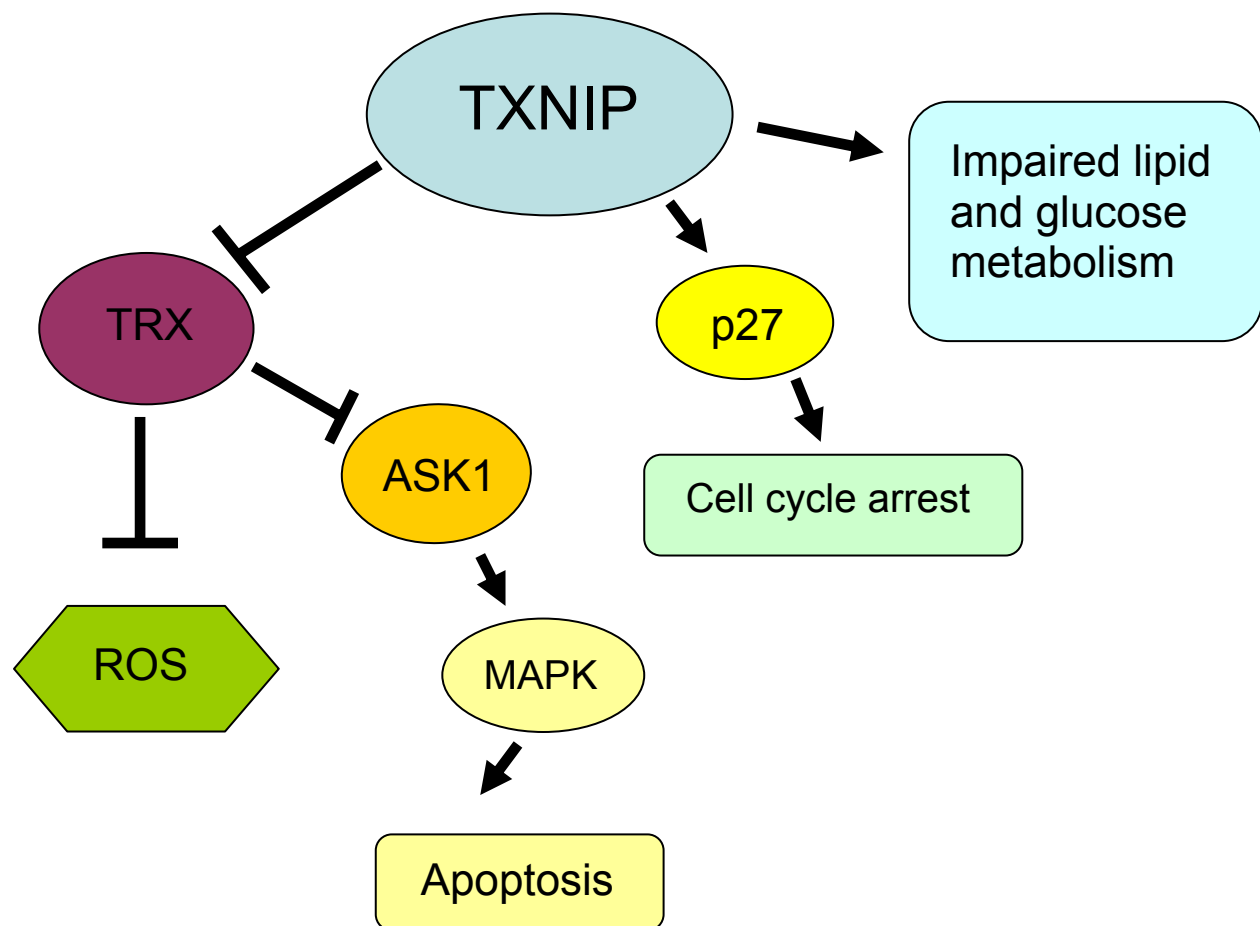 TXNIP
Impaired lipid
and glucose
metabolism
TRX
p27
ASK1
Cell cycle arrest
ROS
MAPK
Apoptosis